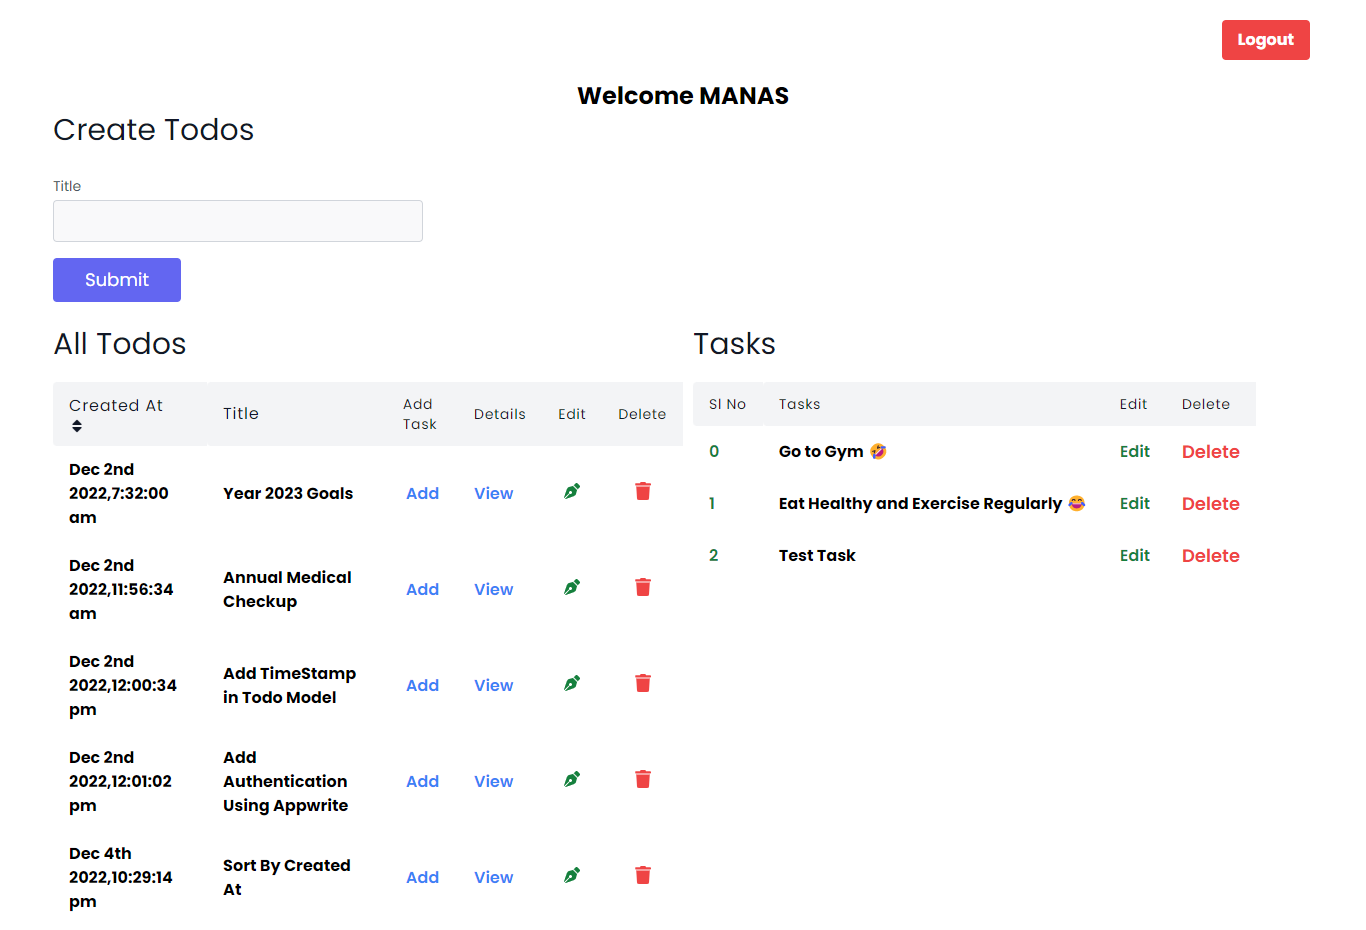 Logout
Welcome MANAS
Create Todos
Title
Submit
All Todos
Created At
Title
Add
Task
Details
Edit
Delete
Dec 2nd
2022,7:32:00
am
Year 2023 Goals
Add
View
Dec 2nd
2022,11:56:34
am
Annual Medical
Checkup
Add
View
Dec 2nd
2022,12:00:34
pm
Add TimeStamp
in Todo Model
Add
View
Dec 2nd
2022,12:01:02
pm
Add
Authentication
Using Appwrite
Add
View
Dec 4th
2022,10:29:14
pm
Sort By Created
At
Add
View
Tasks
Sl No
Tasks
Edit
Delete
0
Go to Gym 🤣
Edit
Delete
1
Eat Healthy and Exercise Regularly 😂
Edit
Delete
2
Test Task
Edit
Delete